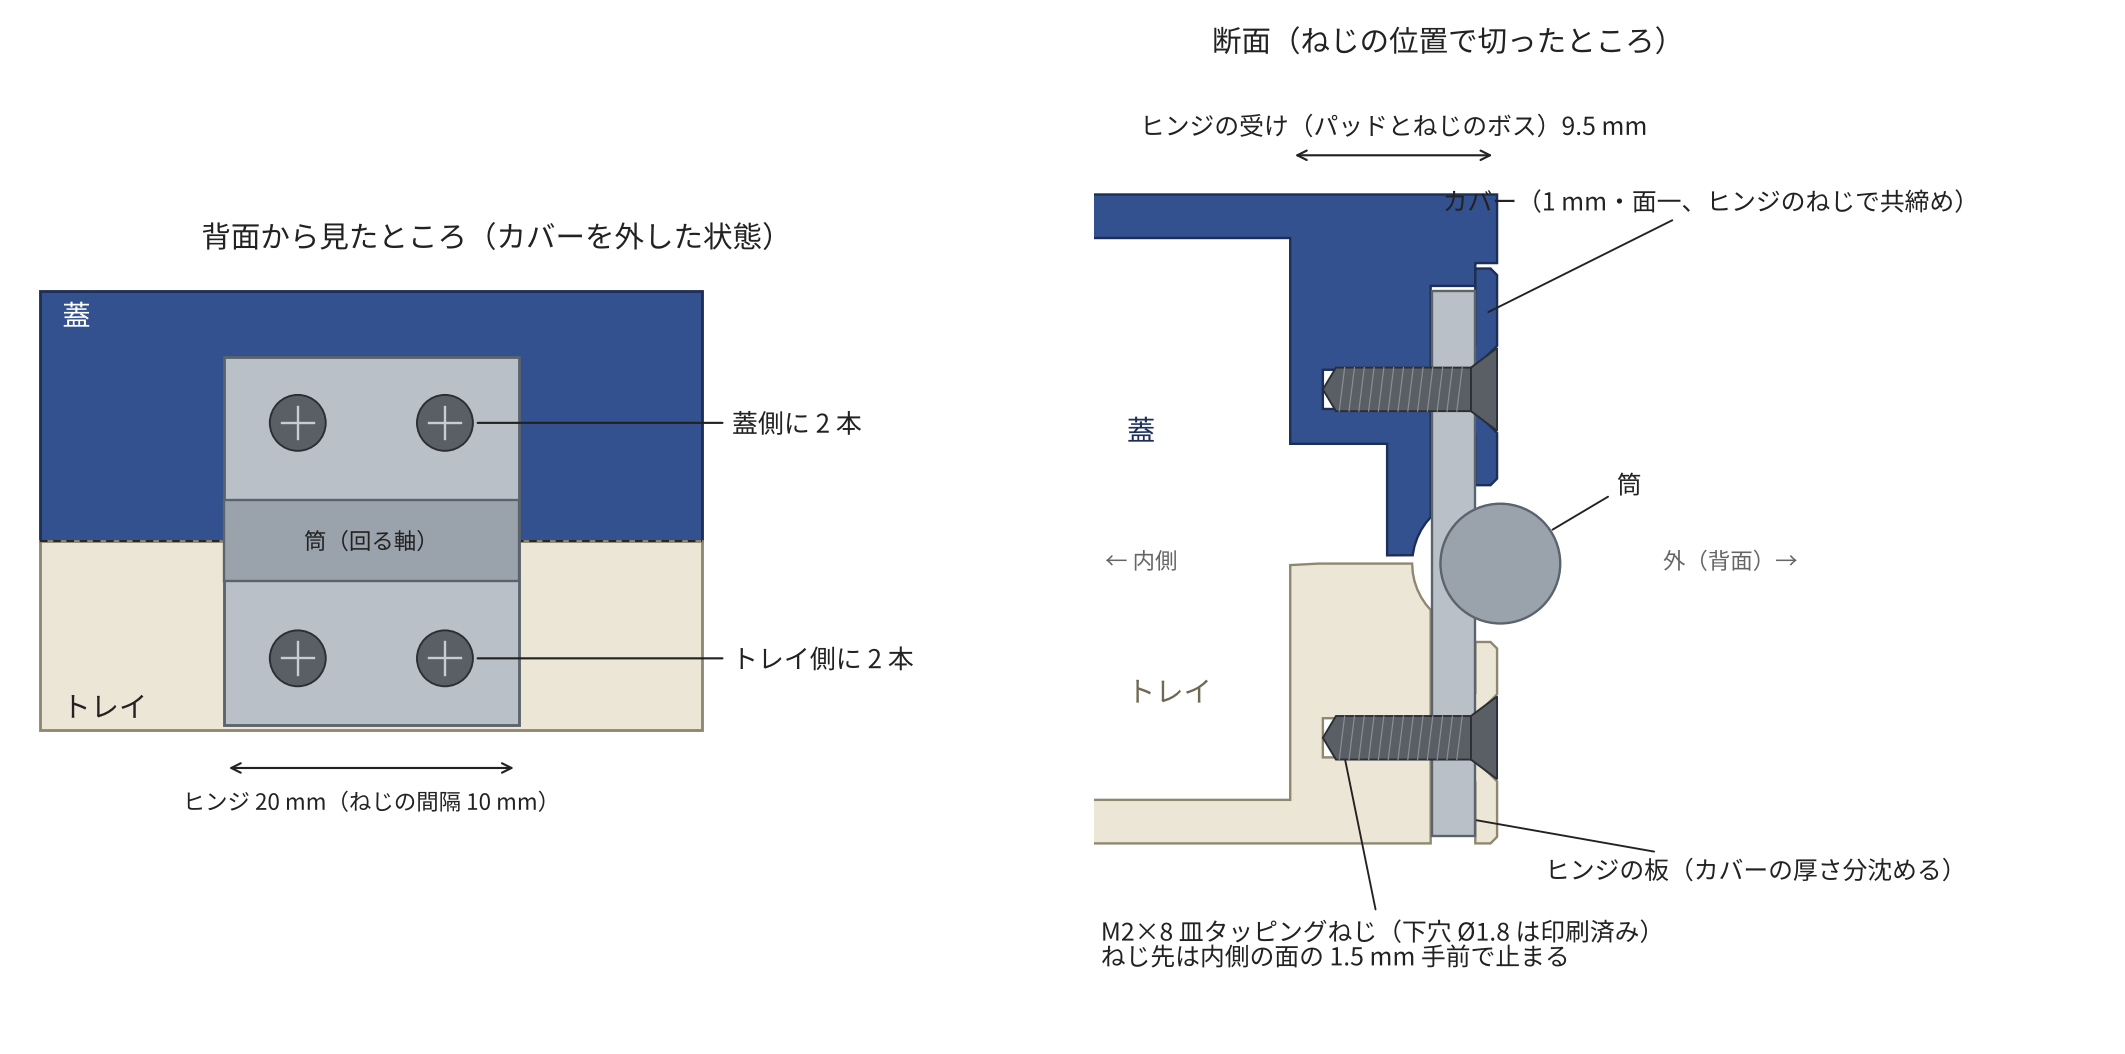 断面（ねじの位置で切ったところ）
ヒンジの受け（パッドとねじのボス）9.5 mm
カバー（1 mm・面一、ヒンジのねじで共締め）
背面から見たところ（カバーを外した状態）
蓋
蓋側に 2 本
筒（回る軸）
トレイ側に 2 本
トレイ
ヒンジ 20 mm（ねじの間隔 10 mm）
蓋
筒
← 内側
外（背面）→
トレイ
ヒンジの板（カバーの厚さ分沈める）
M2×8 皿タッピングねじ（下穴 Ø1.8 は印刷済み）
ねじ先は内側の面の 1.5 mm 手前で止まる